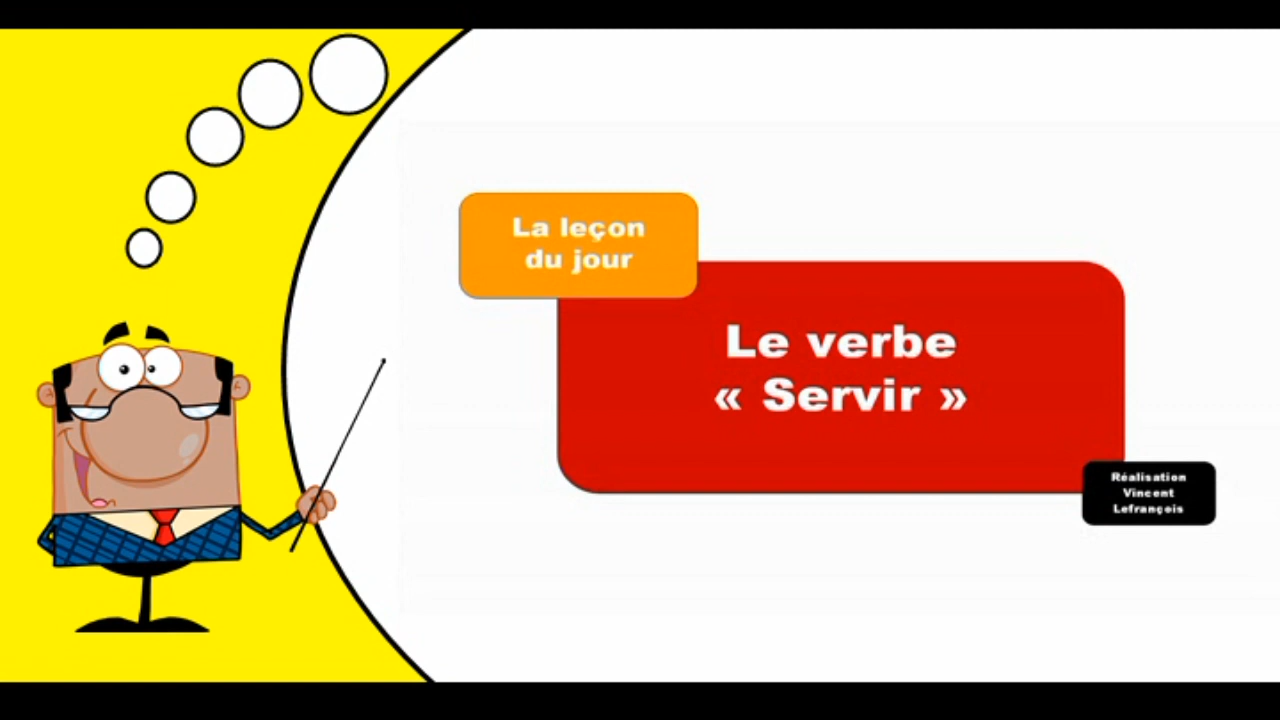 La leçon
du jour
Le verbe
« Servir »
Réalisation
Vincent
Lefrançois